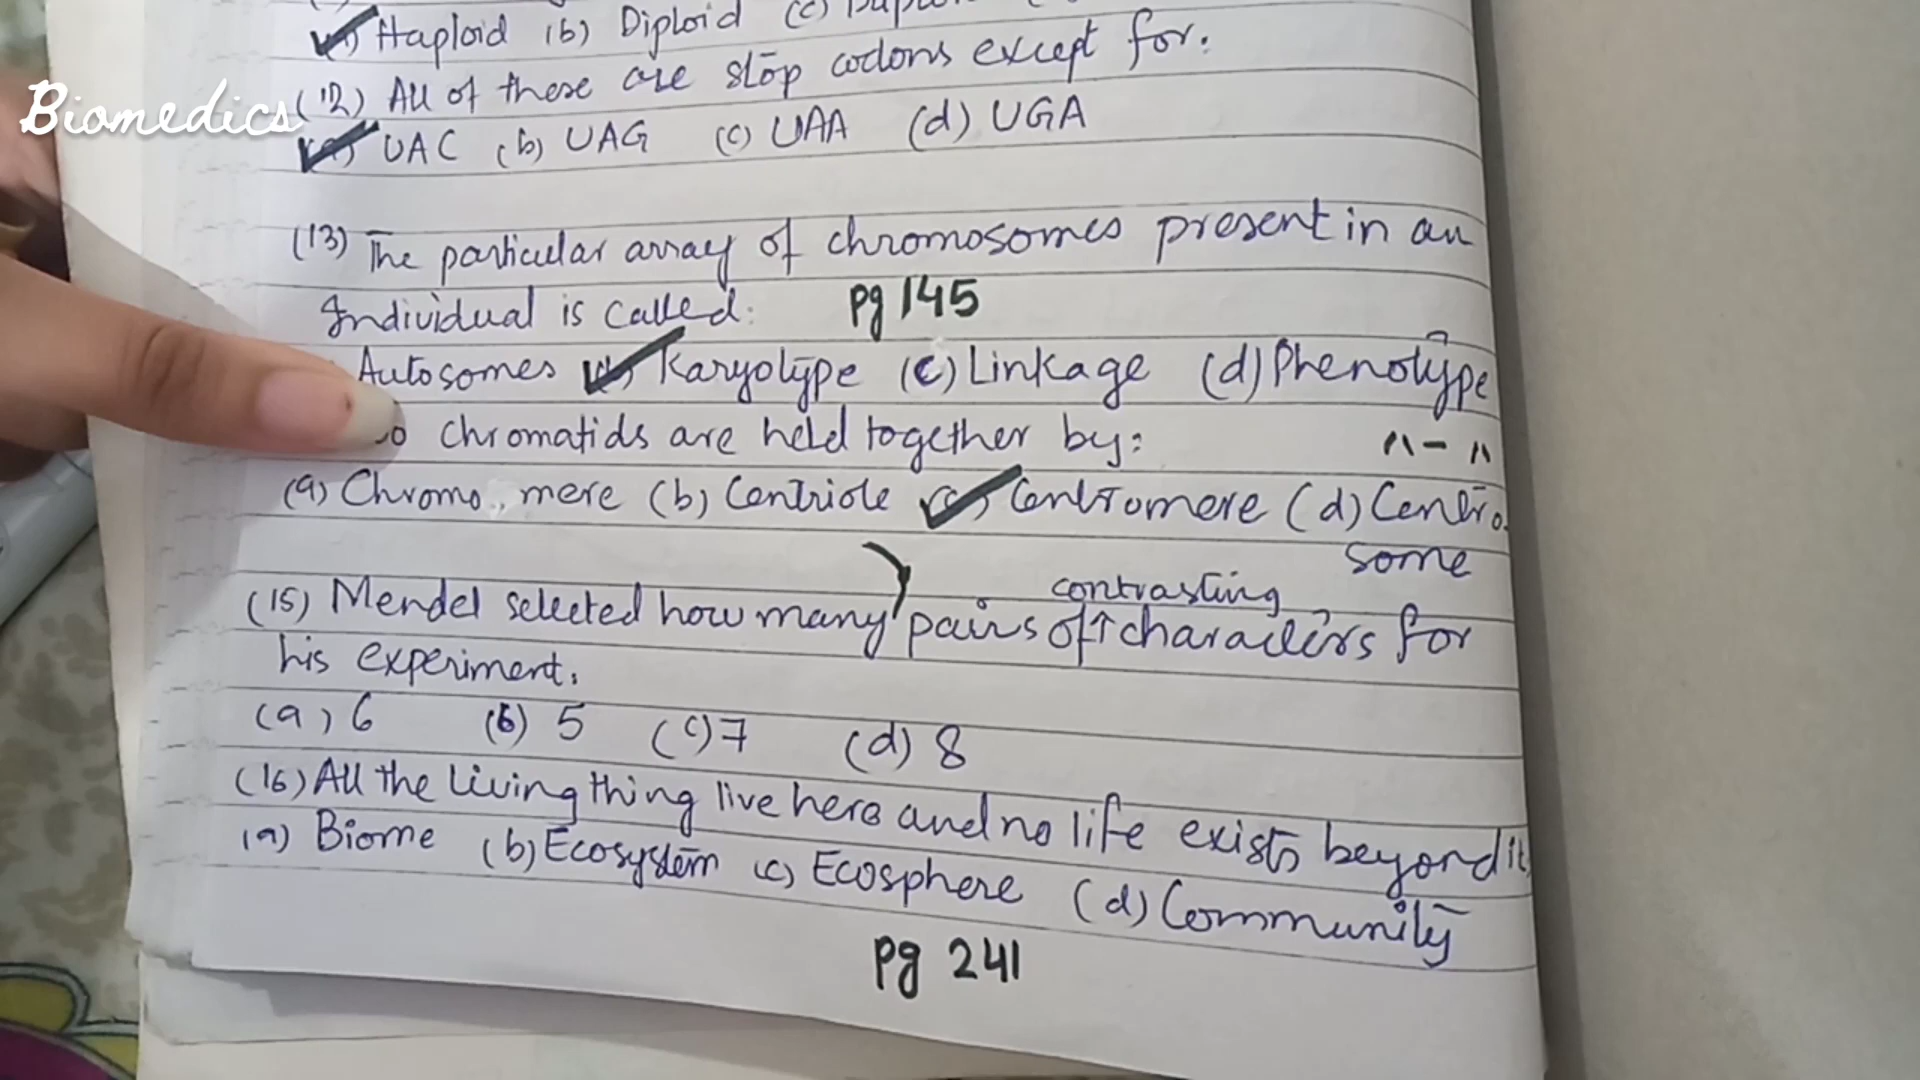 Haploid (b) Diploid (c)
Biomedics
(12) All of these are stop codons except for:
(a) UAC (b) UAG (c) UAA (d) UGA
(13) The particular array of chromosomes present in an
Individual is called: pg 145
Autosomes (b) Karyotype (c) Linkage (d) Phenotype
chromatids are held together by: " - "
(a) Chromo mere (b) Centriole (c) Centromere (d) Centro
some
contrasting
(15) Mendel selected how many pairs of ↑ characters for
his experiment.
(a) 6 (b) 5 (c) 7 (d) 8
(16) All the living thing live here and no life exists beyond it.
(a) Biome (b) Ecosystem (c) Ecosphere (d) Community
pg 241